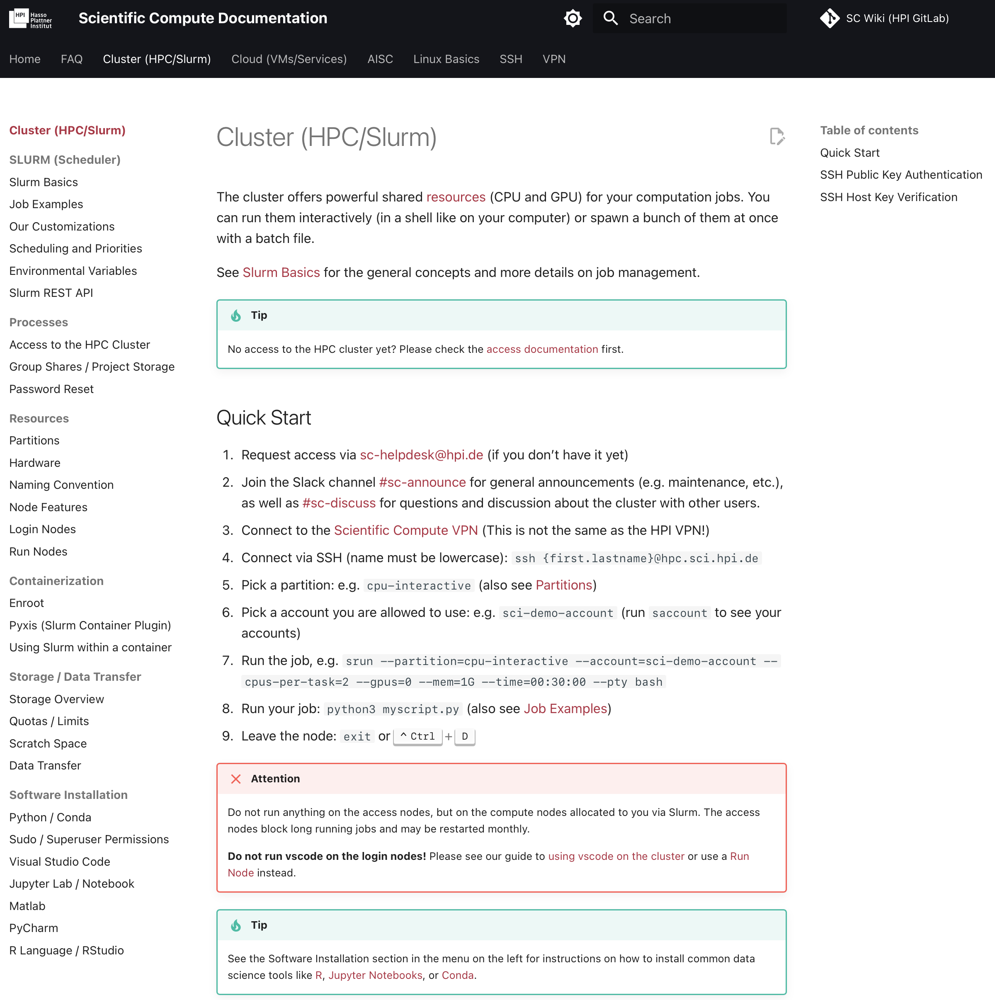 HPI Hasso
Plattner
Institut
Scientific Compute Documentation
Search
SC Wiki (HPI GitLab)
Home FAQ Cluster (HPC/Slurm) Cloud (VMs/Services) AISC Linux Basics SSH VPN
Cluster (HPC/Slurm)
SLURM (Scheduler)
Slurm Basics
Job Examples
Our Customizations
Scheduling and Priorities
Environmental Variables
Slurm REST API
Processes
Access to the HPC Cluster
Group Shares / Project Storage
Password Reset
Resources
Partitions
Hardware
Naming Convention
Node Features
Login Nodes
Run Nodes
Containerization
Enroot
Pyxis (Slurm Container Plugin)
Using Slurm within a container
Storage / Data Transfer
Storage Overview
Quotas / Limits
Scratch Space
Data Transfer
Software Installation
Python / Conda
Sudo / Superuser Permissions
Visual Studio Code
Jupyter Lab / Notebook
Matlab
PyCharm
R Language / RStudio
Cluster (HPC/Slurm)
The cluster offers powerful shared resources (CPU and GPU) for your computation jobs. You
can run them interactively (in a shell like on your computer) or spawn a bunch of them at once
with a batch file.
See Slurm Basics for the general concepts and more details on job management.
Tip
No access to the HPC cluster yet? Please check the access documentation first.
Quick Start
1. Request access via sc-helpdesk@hpi.de (if you don’t have it yet)
2. Join the Slack channel #sc-announce for general announcements (e.g. maintenance, etc.),
as well as #sc-discuss for questions and discussion about the cluster with other users.
3. Connect to the Scientific Compute VPN (This is not the same as the HPI VPN!)
4. Connect via SSH (name must be lowercase): ssh {first.lastname}@hpc.sci.hpi.de
5. Pick a partition: e.g. cpu-interactive (also see Partitions)
6. Pick a account you are allowed to use: e.g. sci-demo-account (run saccount to see your
accounts)
7. Run the job, e.g. srun --partition=cpu-interactive --account=sci-demo-account --
cpus-per-task=2 --gpus=0 --mem=1G --time=00:30:00 --pty bash
8. Run your job: python3 myscript.py (also see Job Examples)
9. Leave the node: exit or ⌃ Ctrl + D
Attention
Do not run anything on the access nodes, but on the compute nodes allocated to you via Slurm. The access
nodes block long running jobs and may be restarted monthly.
Do not run vscode on the login nodes! Please see our guide to using vscode on the cluster or use a Run
Node instead.
Tip
See the Software Installation section in the menu on the left for instructions on how to install common data
science tools like R, Jupyter Notebooks, or Conda.
Table of contents
Quick Start
SSH Public Key Authentication
SSH Host Key Verification